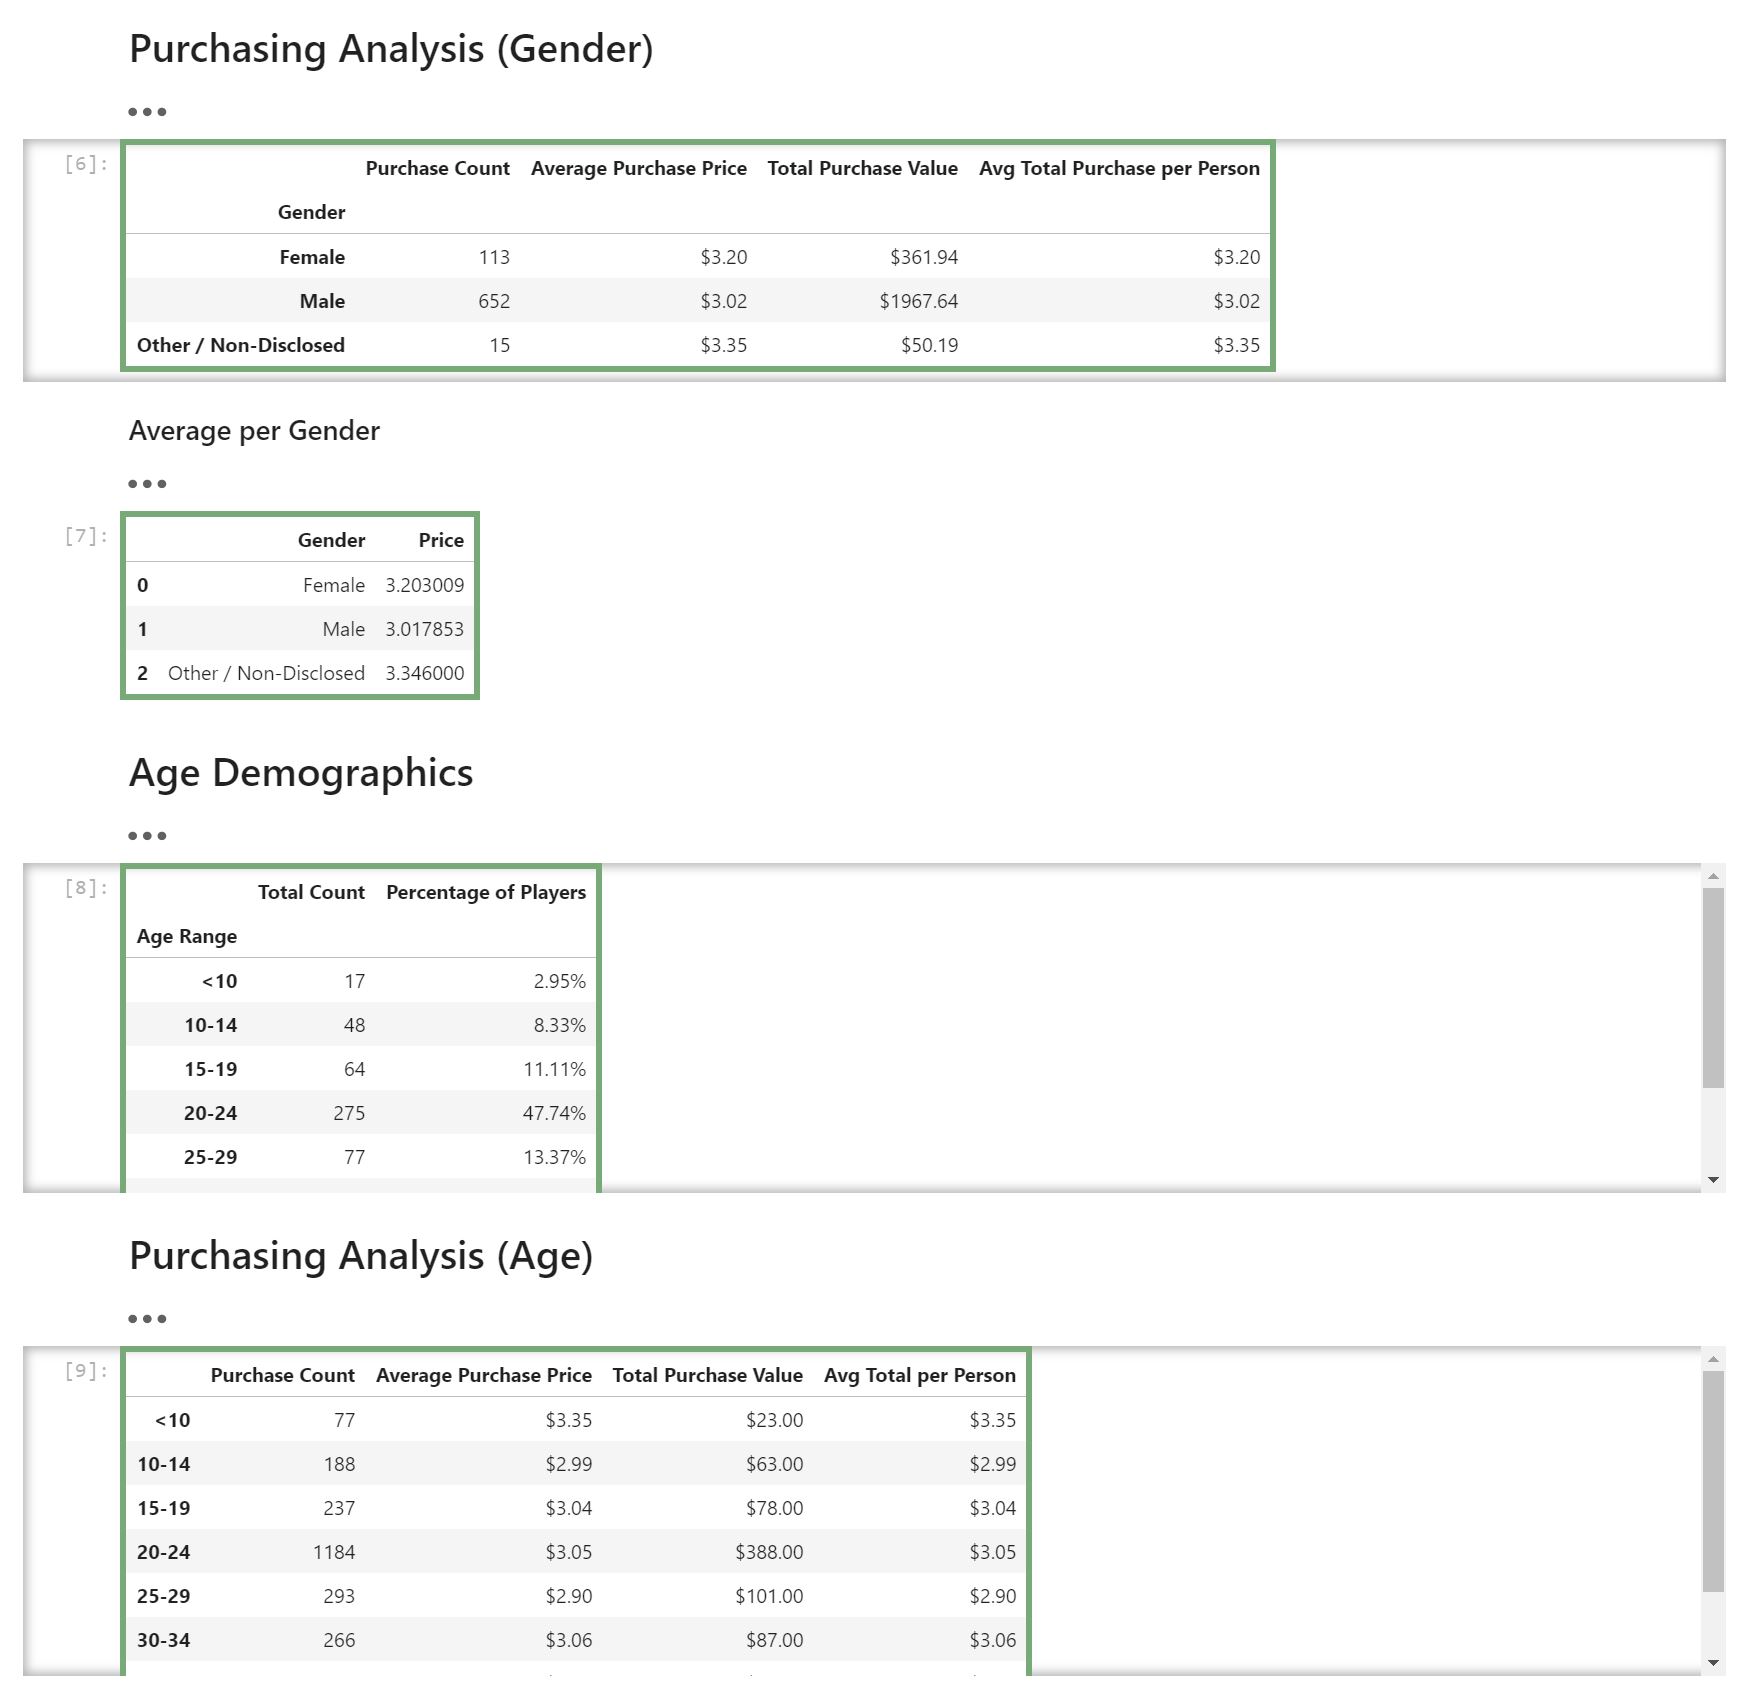 Purchasing Analysis (Gender)
•••
[6]:
Purchase Count Average Purchase Price Total Purchase Value Avg Total Purchase per Person
Gender
Female 113 $3.20 $361.94 $3.20
Male 652 $3.02 $1967.64 $3.02
Other / Non-Disclosed 15 $3.35 $50.19 $3.35
Average per Gender
•••
[7]:
Gender Price
0 Female 3.203009
1 Male 3.017853
2 Other / Non-Disclosed 3.346000
Age Demographics
•••
[8]:
Total Count Percentage of Players
Age Range
<10 17 2.95%
10-14 48 8.33%
15-19 64 11.11%
20-24 275 47.74%
25-29 77 13.37%
Purchasing Analysis (Age)
•••
[9]:
Purchase Count Average Purchase Price Total Purchase Value Avg Total per Person
<10 77 $3.35 $23.00 $3.35
10-14 188 $2.99 $63.00 $2.99
15-19 237 $3.04 $78.00 $3.04
20-24 1184 $3.05 $388.00 $3.05
25-29 293 $2.90 $101.00 $2.90
30-34 266 $3.06 $87.00 $3.06